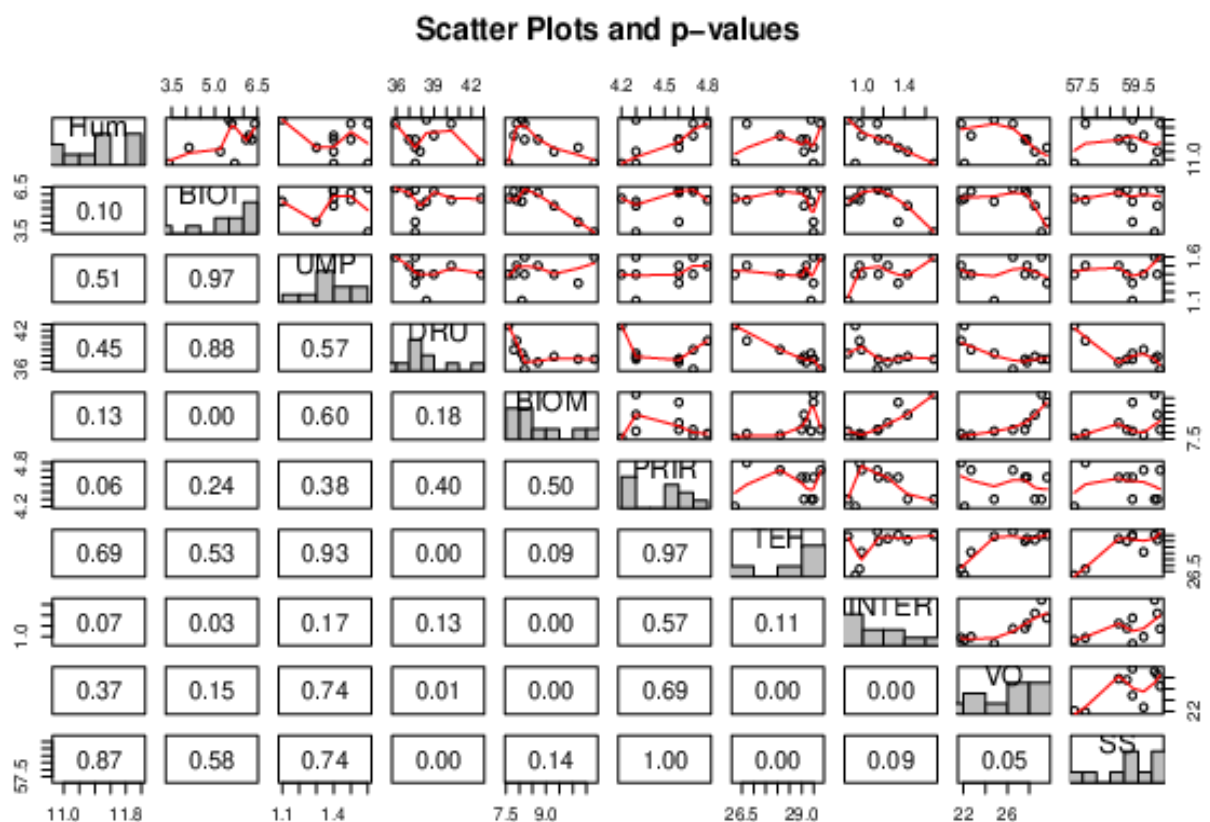 Scatter Plots and p-values
3.5 5.0 6.5 36 39 42 4.2 4.5 4.8 1.0 1.4 57.5 59.5
Hum 11.0
3.5 6.5 0.10 BIOT
0.51 0.97 UMP 1.1 1.6
36 42 0.45 0.88 0.57 DRU
0.13 0.00 0.60 0.18 BIOM 7.5
4.2 4.8 0.06 0.24 0.38 0.40 0.50 PRIR
0.69 0.53 0.93 0.00 0.09 0.97 TEH 26.5
1.0 0.07 0.03 0.17 0.13 0.00 0.57 0.11 INTER
0.37 0.15 0.74 0.01 0.00 0.69 0.00 0.00 VO 22
57.5 0.87 0.58 0.74 0.00 0.14 1.00 0.00 0.09 0.05 SS
11.0 11.8 1.1 1.4 7.5 9.0 26.5 29.0 22 26